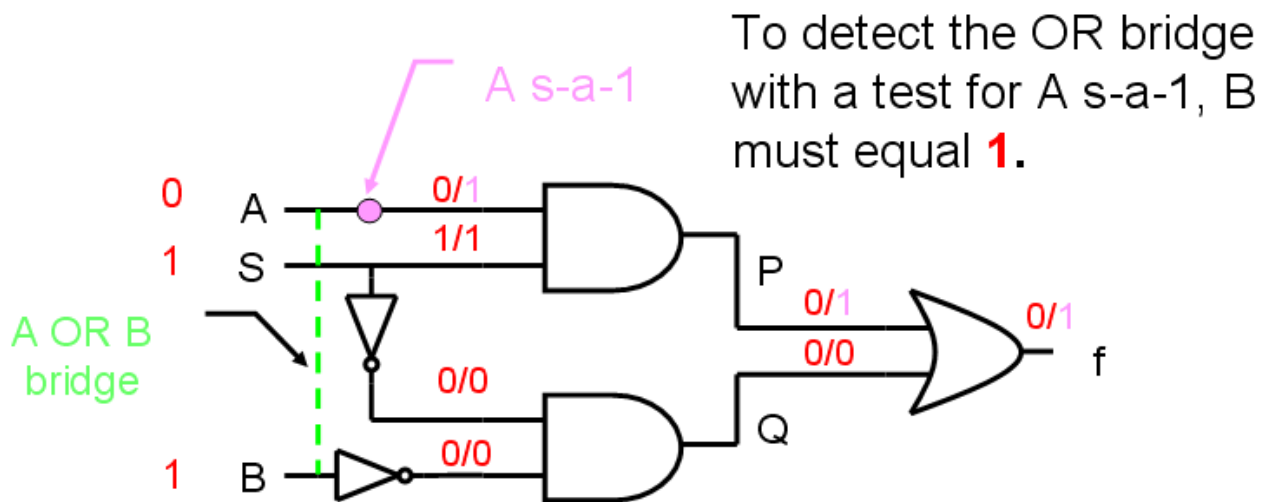 To detect the OR bridge
with a test for A s-a-1, B
must equal 1.
A s-a-1
0
A
0/1
1
S
1/1
P
0/1
0/1
A OR B
bridge
0/0
f
0/0
Q
1
B
0/0